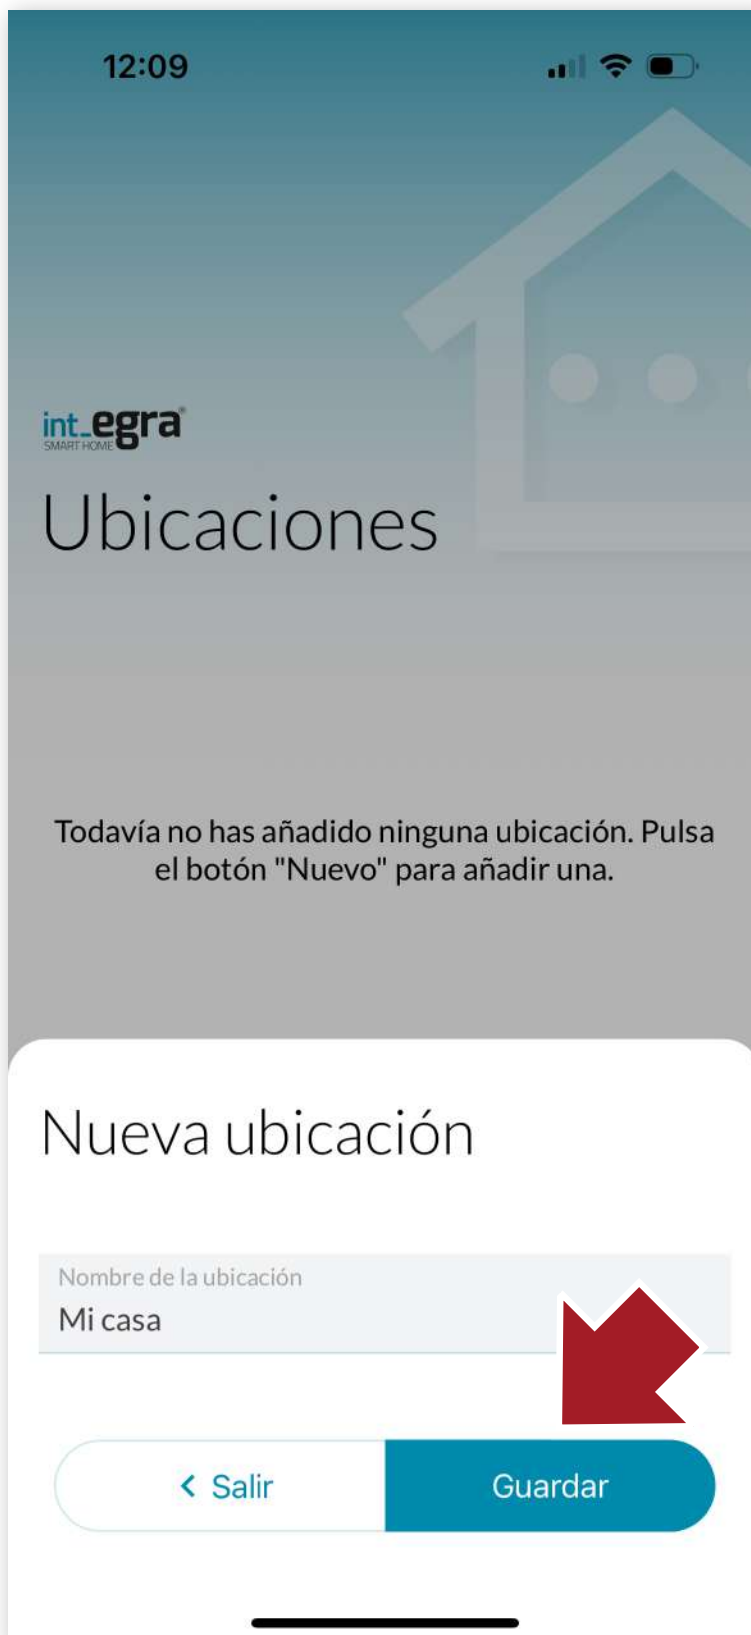 12:09
int_egra®
SMART HOME
Ubicaciones
Todavía no has añadido ninguna ubicación. Pulsa
el botón "Nuevo" para añadir una.
Nueva ubicación
Nombre de la ubicación
Mi casa
< Salir
Guardar